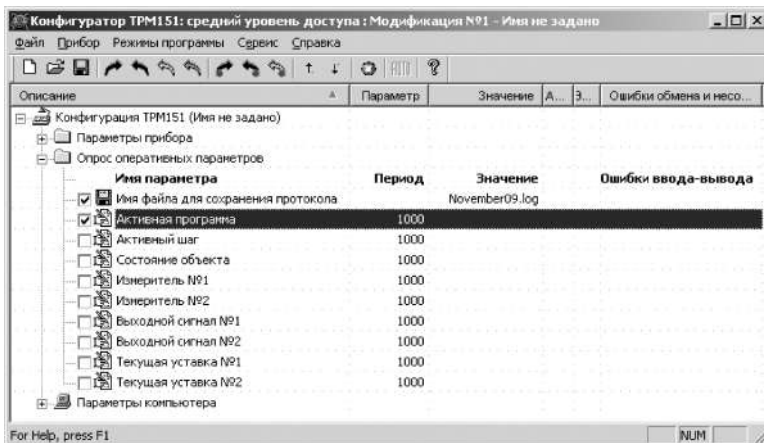 Конфигуратор ТРМ151: средний уровень доступа : Модификация №1 - Имя не задано
Файл Прибор Режимы программы Сервис Справка
Описание Параметр Значение А... З... Ошибки обмена и несо...
Конфигурация ТРМ151 (Имя не задано)
Параметры прибора
Опрос оперативных параметров
Имя параметра Период Значение Ошибки ввода-вывода
Имя файла для сохранения протокола November09.log
Активная программа 1000
Активный шаг 1000
Состояние объекта 1000
Измеритель №1 1000
Измеритель №2 1000
Выходной сигнал №1 1000
Выходной сигнал №2 1000
Текущая уставка №1 1000
Текущая уставка №2 1000
Параметры компьютера
For Help, press F1 NUM